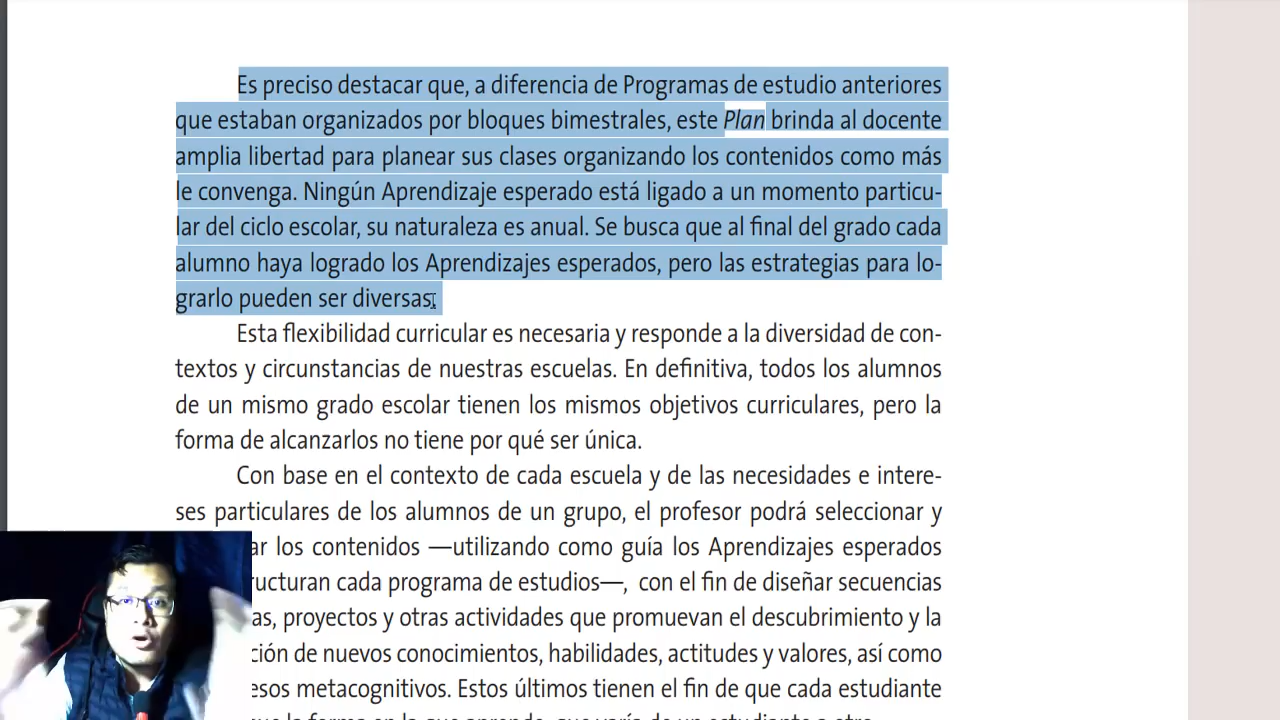 Es preciso destacar que, a diferencia de Programas de estudio anteriores
que estaban organizados por bloques bimestrales, este Plan brinda al docente
amplia libertad para planear sus clases organizando los contenidos como más
le convenga. Ningún Aprendizaje esperado está ligado a un momento particu-
lar del ciclo escolar, su naturaleza es anual. Se busca que al final del grado cada
alumno haya logrado los Aprendizajes esperados, pero las estrategias para lo-
grarlo pueden ser diversas.
Esta flexibilidad curricular es necesaria y responde a la diversidad de con-
textos y circunstancias de nuestras escuelas. En definitiva, todos los alumnos
de un mismo grado escolar tienen los mismos objetivos curriculares, pero la
forma de alcanzarlos no tiene por qué ser única.
Con base en el contexto de cada escuela y de las necesidades e intere-
ses particulares de los alumnos de un grupo, el profesor podrá seleccionar y
ar los contenidos —utilizando como guía los Aprendizajes esperados
ructuran cada programa de estudios—, con el fin de diseñar secuencias
as, proyectos y otras actividades que promuevan el descubrimiento y la
ción de nuevos conocimientos, habilidades, actitudes y valores, así como
esos metacognitivos. Estos últimos tienen el fin de que cada estudiante